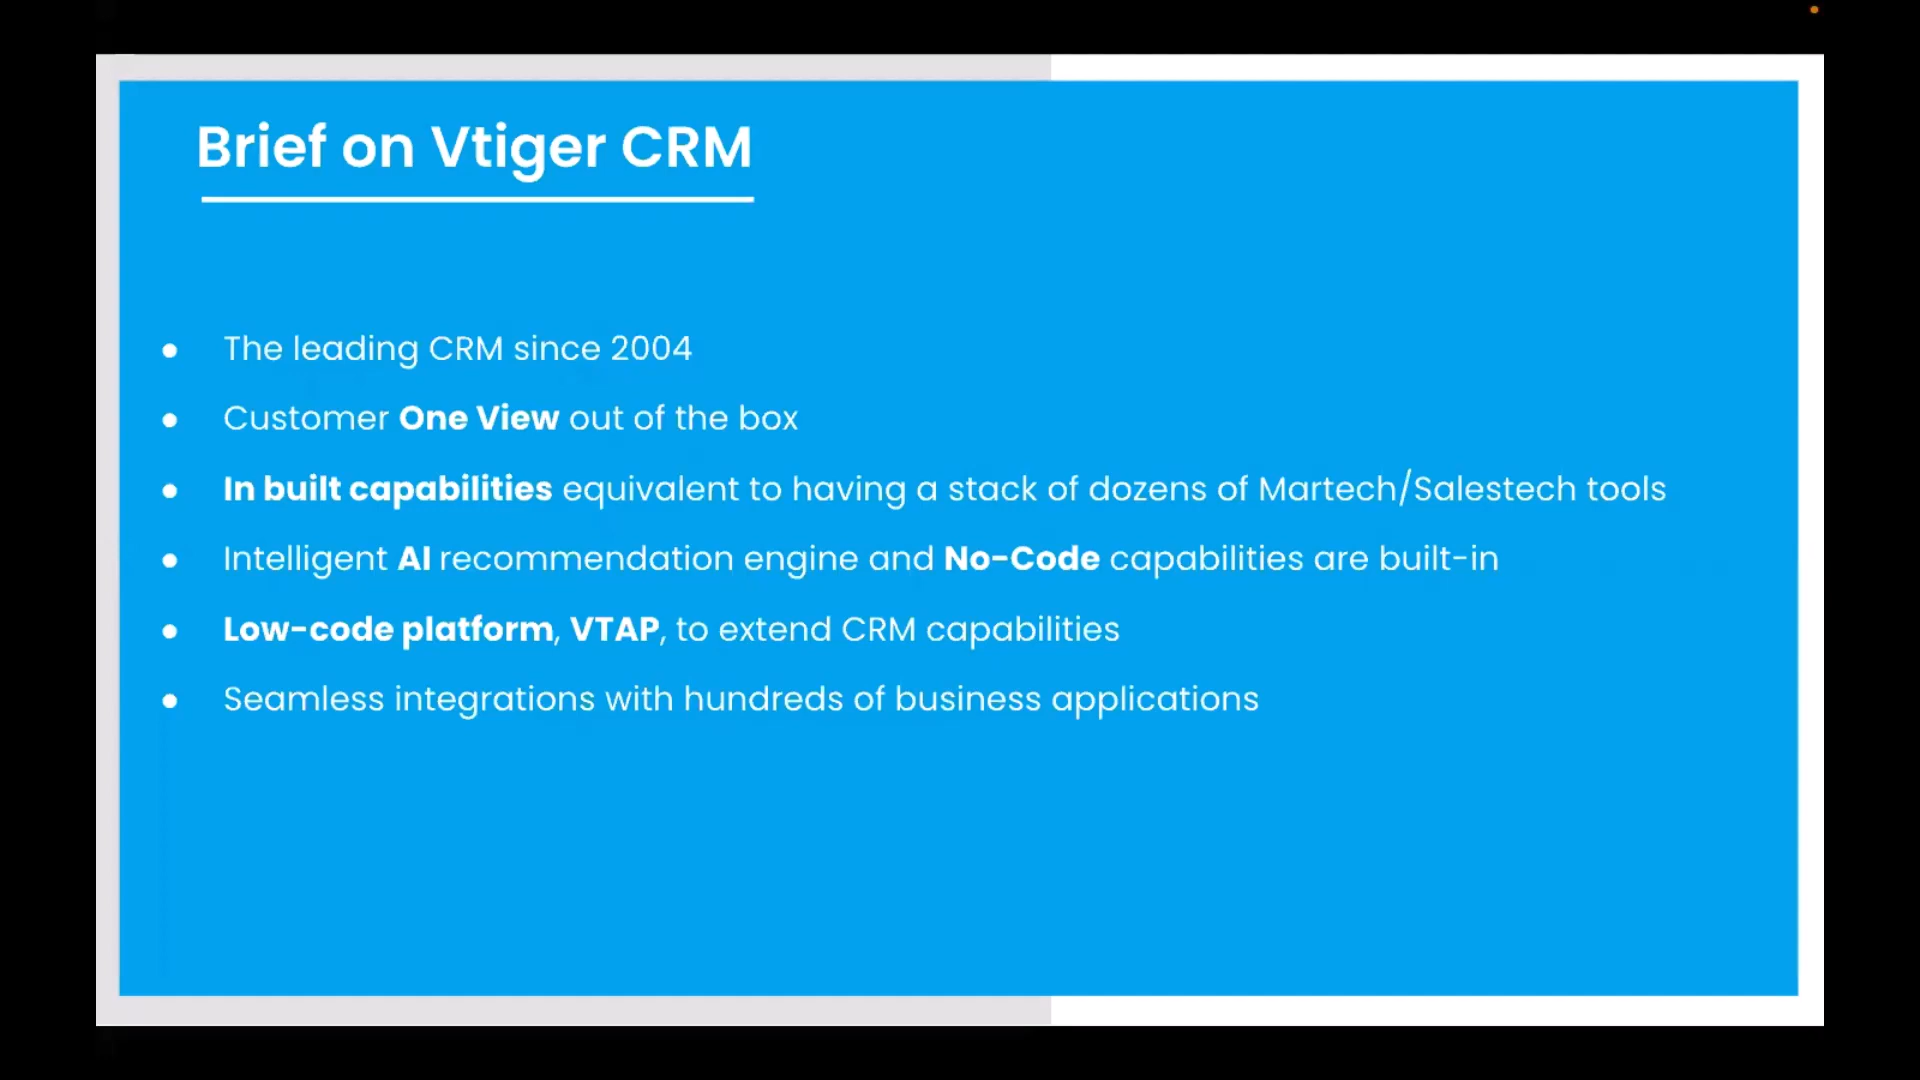 Brief on Vtiger CRM
The leading CRM since 2004
Customer One View out of the box
In built capabilities equivalent to having a stack of dozens of Martech/Salestech tools
Intelligent AI recommendation engine and No-Code capabilities are built-in
Low-code platform, VTAP, to extend CRM capabilities
Seamless integrations with hundreds of business applications